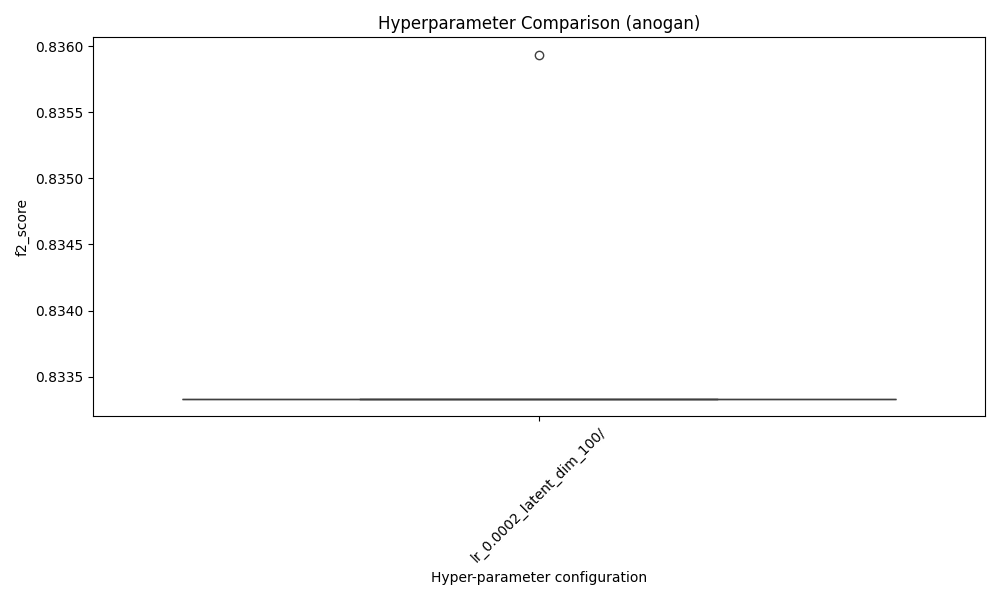 Hyperparameter Comparison (anogan)
0.8360
0.8355
0.8350
0.8345
0.8340
0.8335
f2_score
lr_0.0002_latent_dim_100/
Hyper-parameter configuration